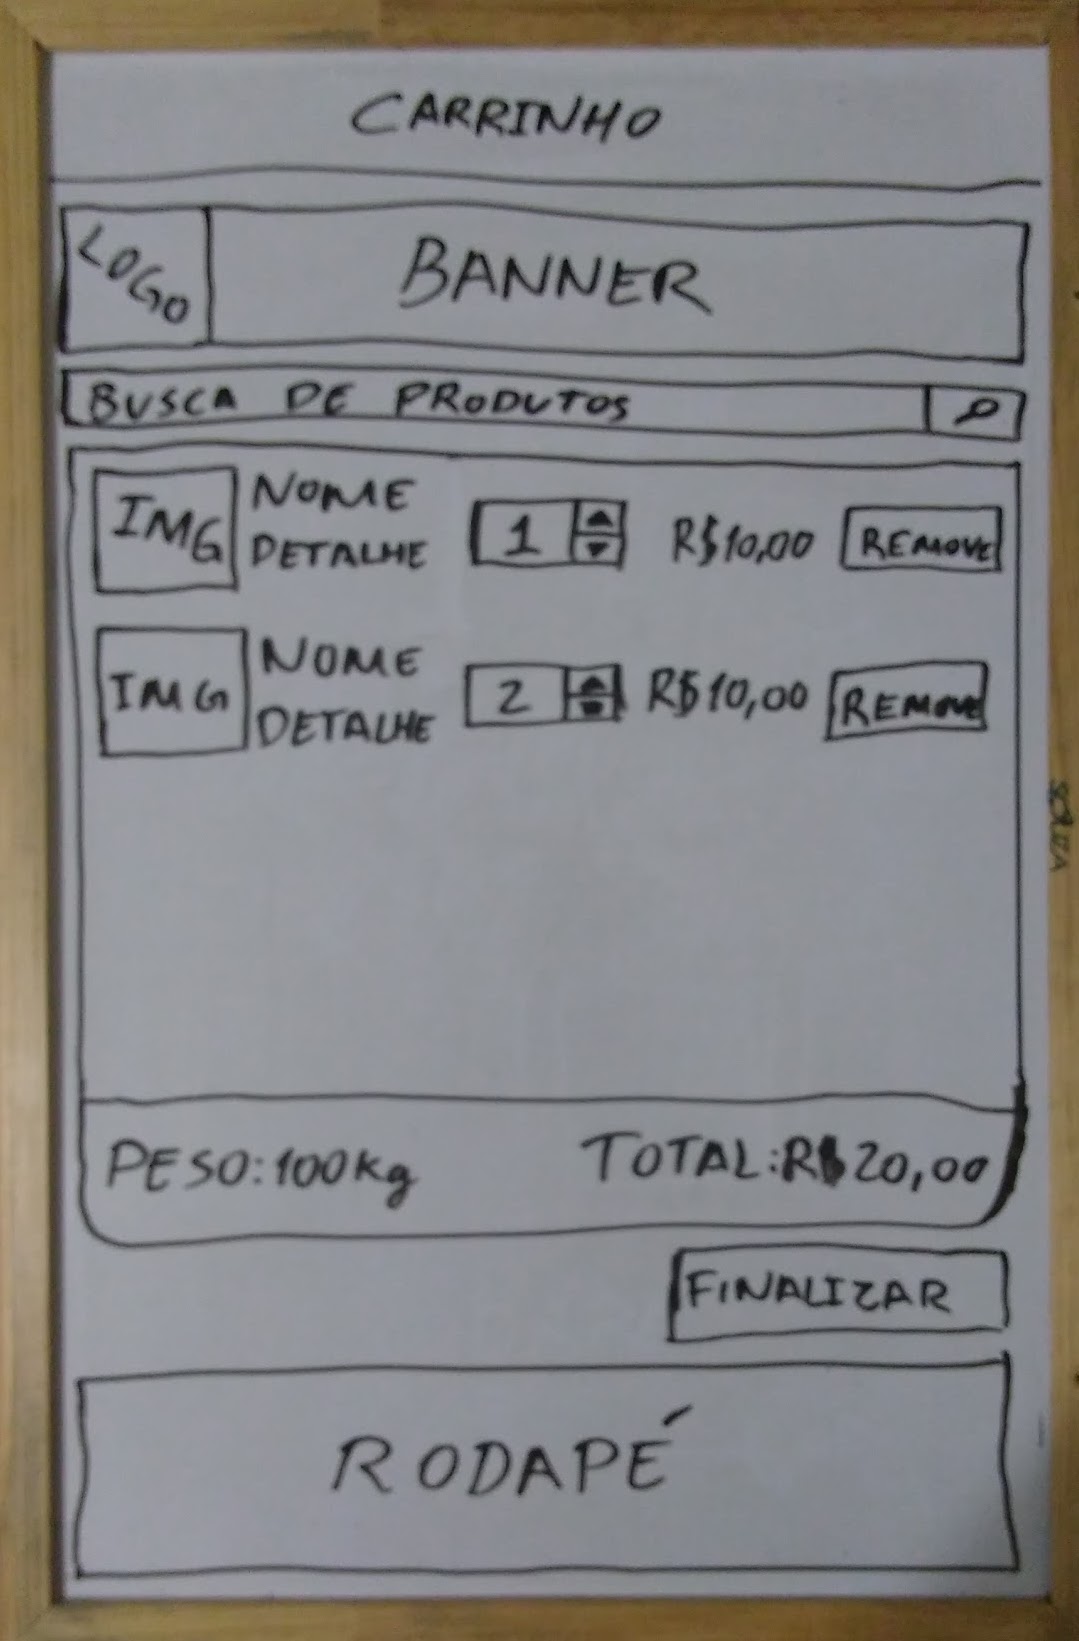 CARRINHO
LOGO
BANNER
BUSCA DE PRODUTOS
IMG
NOME
DETALHE
1
R$10,00
REMOVE
IMG
NOME
DETALHE
2
R$10,00
REMOVE
PESO:100Kg
TOTAL:R$20,00
FINALIZAR
RODAPÉ